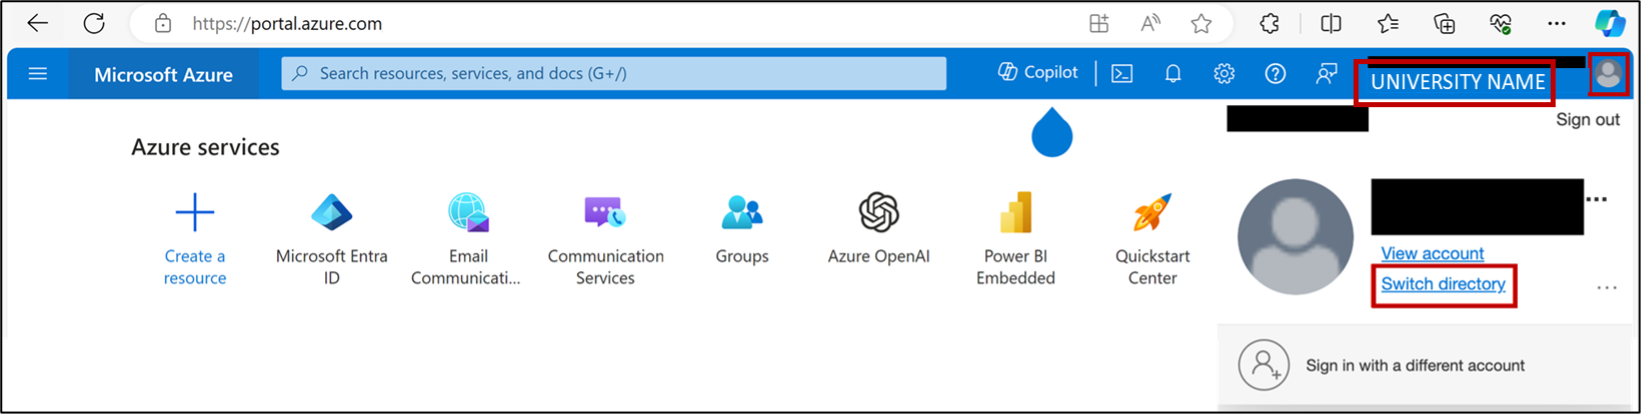 https://portal.azure.com
Microsoft Azure
Search resources, services, and docs (G+/)
Copilot
UNIVERSITY NAME
Sign out
Azure services
Create a
resource
Microsoft Entra
ID
Email
Communicati...
Communication
Services
Groups
Azure OpenAI
Power BI
Embedded
Quickstart
Center
...
View account
Switch directory
...
Sign in with a different account